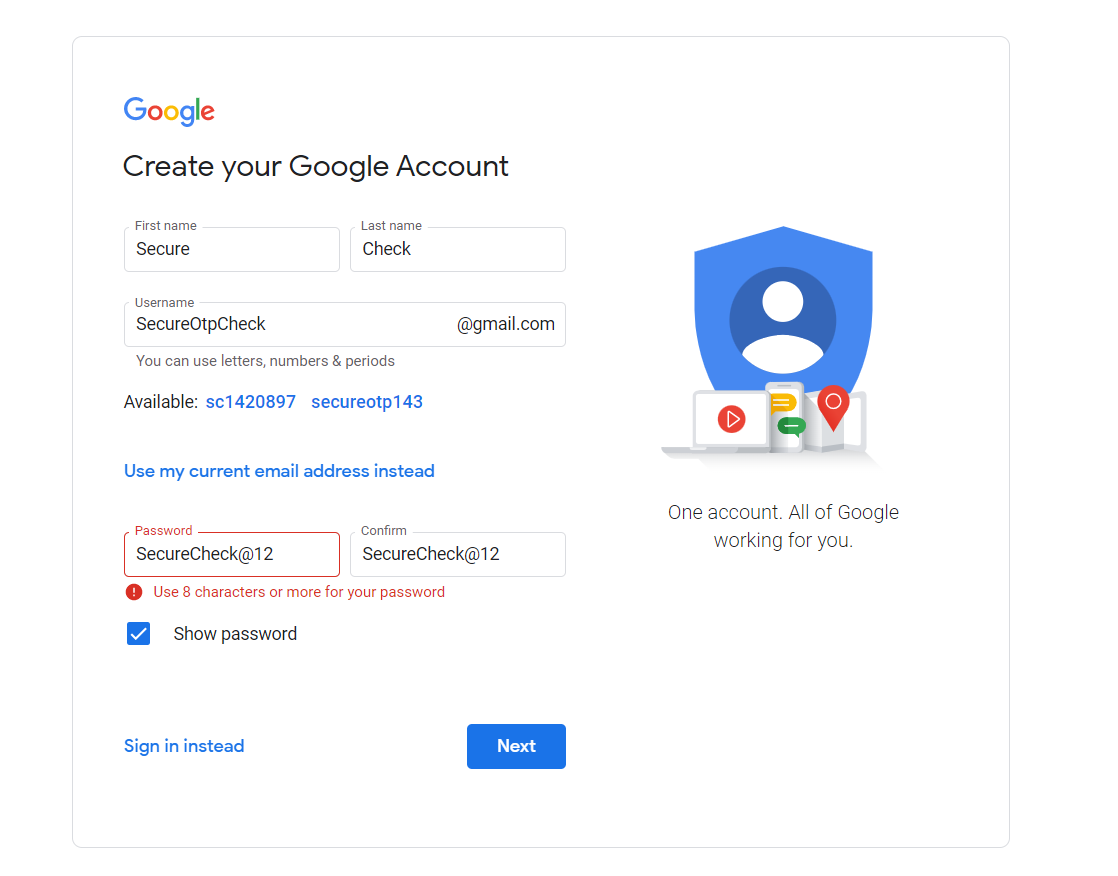 Google
Create your Google Account
First name
Last name
Secure
Check
Username
SecureOtpCheck
@gmail.com
You can use letters, numbers & periods
Available: sc1420897 secureotp143
Use my current email address instead
Password
Confirm
SecureCheck@12
SecureCheck@12
Use 8 characters or more for your password
Show password
Sign in instead
Next
One account. All of Google
working for you.